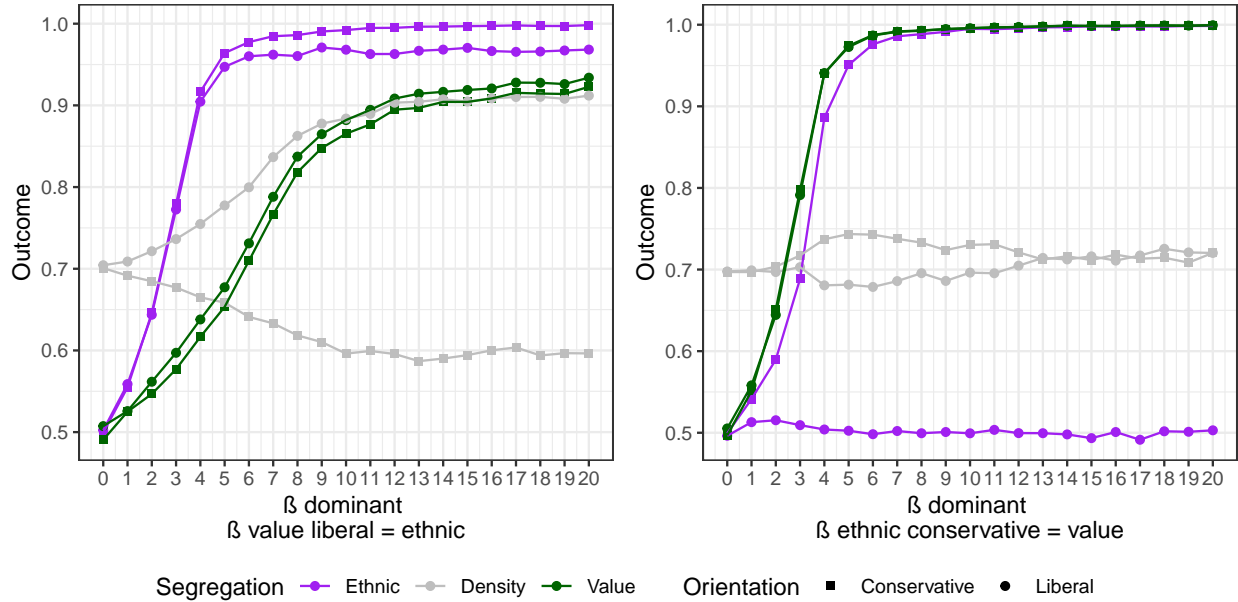 1.0
0.9
0.8
0.7
0.6
0.5
Outcome
0 1 2 3 4 5 6 7 8 9 10 11 12 13 14 15 16 17 18 19 20
ß dominant
ß value liberal = ethnic
1.0
0.9
0.8
0.7
0.6
0.5
Outcome
0 1 2 3 4 5 6 7 8 9 10 11 12 13 14 15 16 17 18 19 20
ß dominant
ß ethnic conservative = value
Segregation Ethnic Density Value Orientation Conservative Liberal